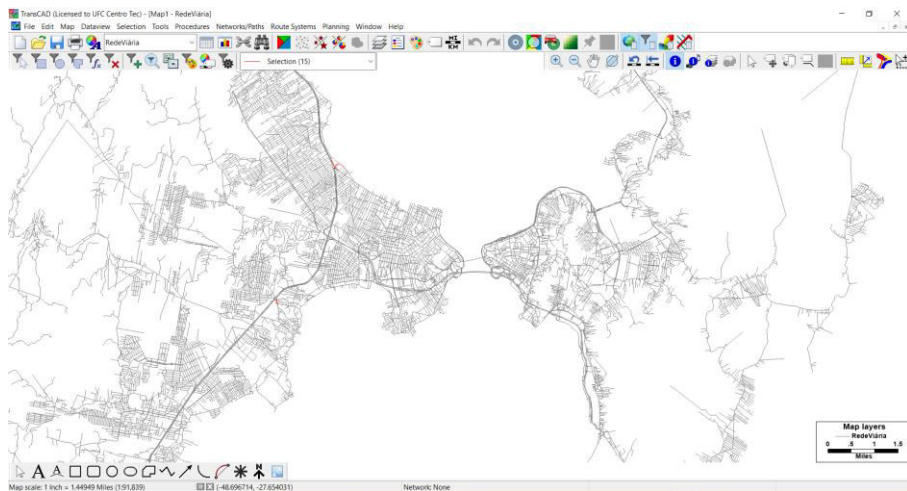 TransCAD (Licensed to UFC Centro Tec) - [Map1 - RedeViária]
File Edit Map Dataview Selection Tools Procedures Networks/Paths Route Systems Planning Window Help
RedeViária
MI
KM
Selection (15)
Map layers
RedeViária
0 .5 1 1.5
Miles
A A
N
Map scale: 1 Inch = 1.44949 Miles (1:91,839) (-48.696714, -27.654031) Network: None